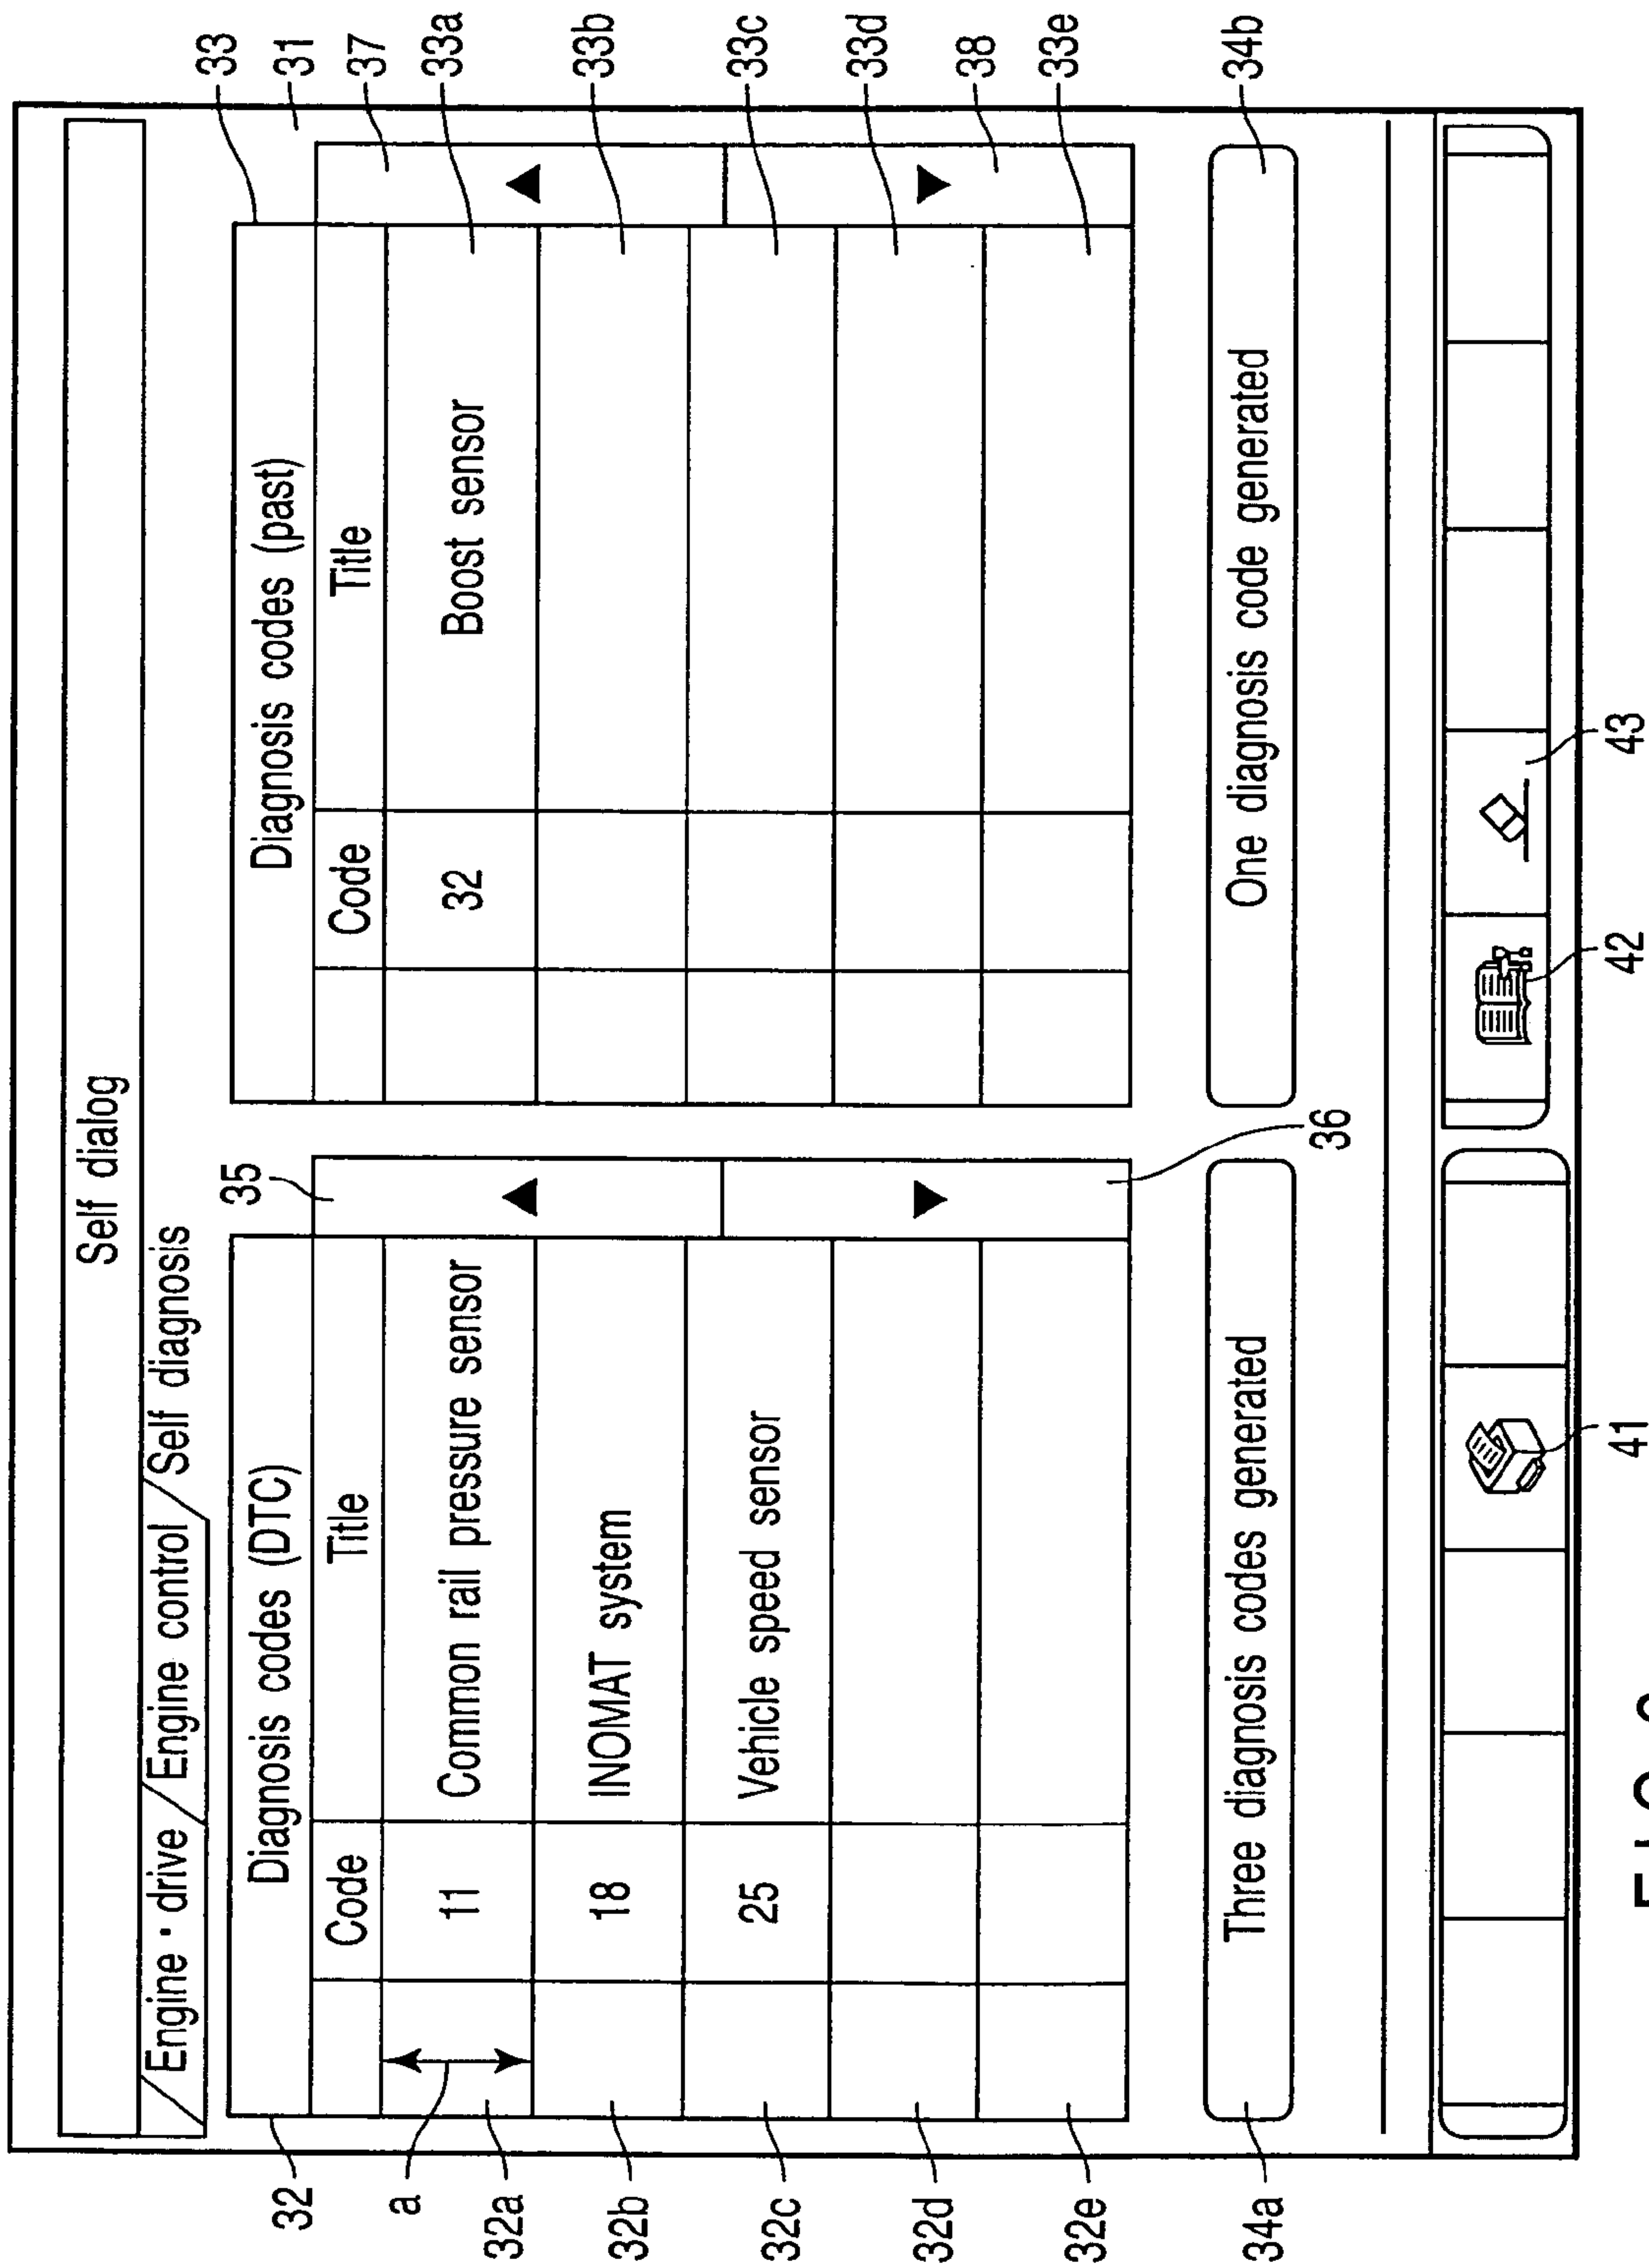 Self dialog
Engine・drive Engine control Self diagnosis
Diagnosis codes (DTC)
Code Title
11 Common rail pressure sensor
18 INOMAT system
25 Vehicle speed sensor
Three diagnosis codes generated
Diagnosis codes (past)
Code Title
32 Boost sensor
One diagnosis code generated
32
a
32a
32b
32c
32d
32e
34a
35
36
33
31
37
33a
33b
33c
33d
38
33e
34b
41
42
43